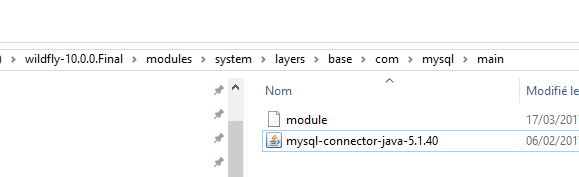 ) › wildfly-10.0.0.Final › modules › system › layers › base › com › mysql › main
Nom Modifié le
module 17/03/201
mysql-connector-java-5.1.40 06/02/201